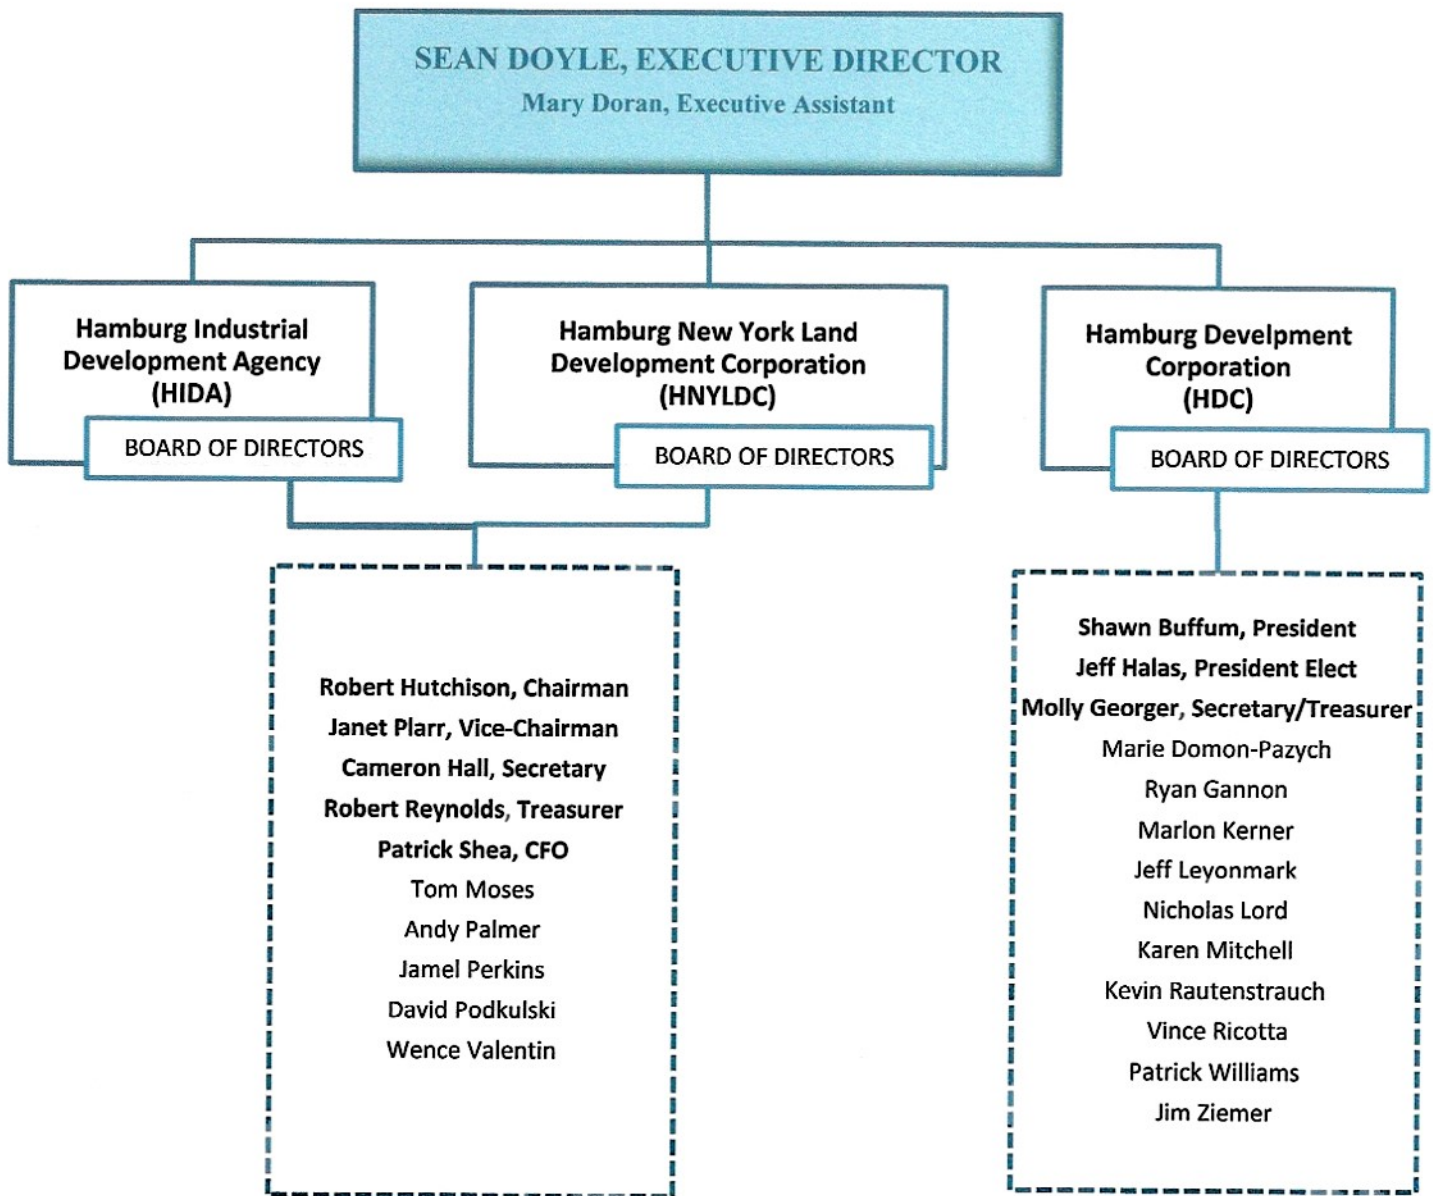 SEAN DOYLE, EXECUTIVE DIRECTOR
Mary Doran, Executive Assistant
Hamburg Industrial
Development Agency
(HIDA)
BOARD OF DIRECTORS
Hamburg New York Land
Development Corporation
(HNYLDC)
BOARD OF DIRECTORS
Hamburg Develpment
Corporation
(HDC)
BOARD OF DIRECTORS
Robert Hutchison, Chairman
Janet Plarr, Vice-Chairman
Cameron Hall, Secretary
Robert Reynolds, Treasurer
Patrick Shea, CFO
Tom Moses
Andy Palmer
Jamel Perkins
David Podkulski
Wence Valentin
Shawn Buffum, President
Jeff Halas, President Elect
Molly Georger, Secretary/Treasurer
Marie Domon-Pazych
Ryan Gannon
Marlon Kerner
Jeff Leyonmark
Nicholas Lord
Karen Mitchell
Kevin Rautenstrauch
Vince Ricotta
Patrick Williams
Jim Ziemer